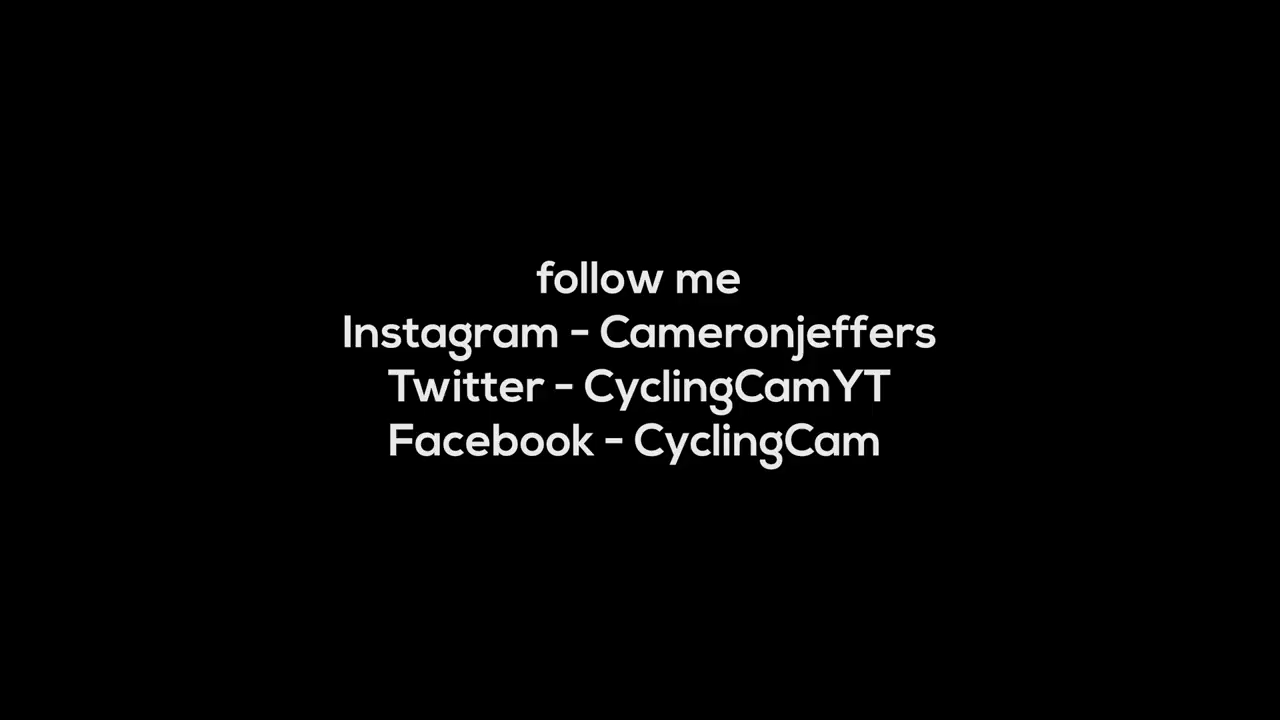 follow me
Instagram - Cameronjeffers
Twitter - CyclingCamYT
Facebook - CyclingCam